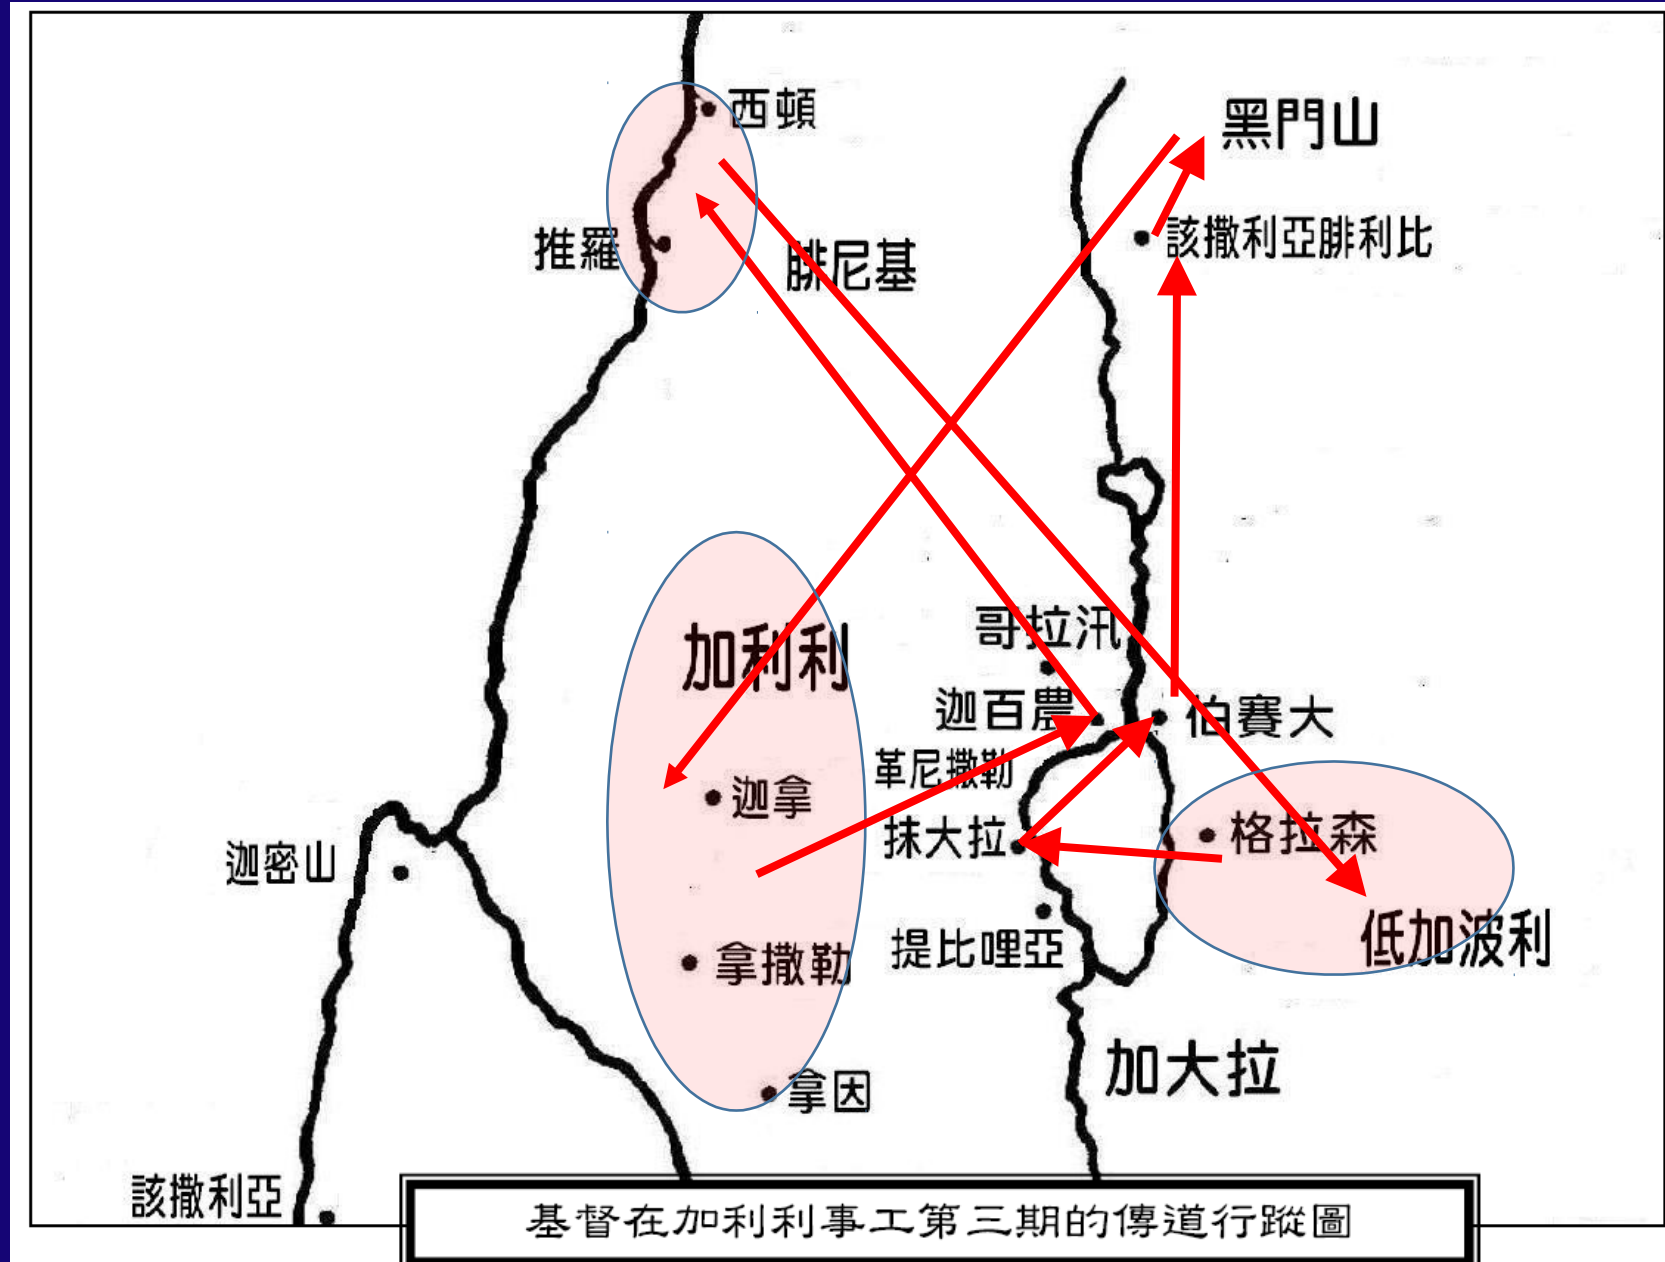 西頓
黑門山
推羅
腓尼基
該撒利亞腓利比
加利利
哥拉汛
迦百農
伯賽大
革尼撒勒
迦拿
抹大拉
格拉森
迦密山
提比哩亞
低加波利
拿撒勒
加大拉
拿因
該撒利亞
基督在加利利事工第三期的傳道行蹤圖